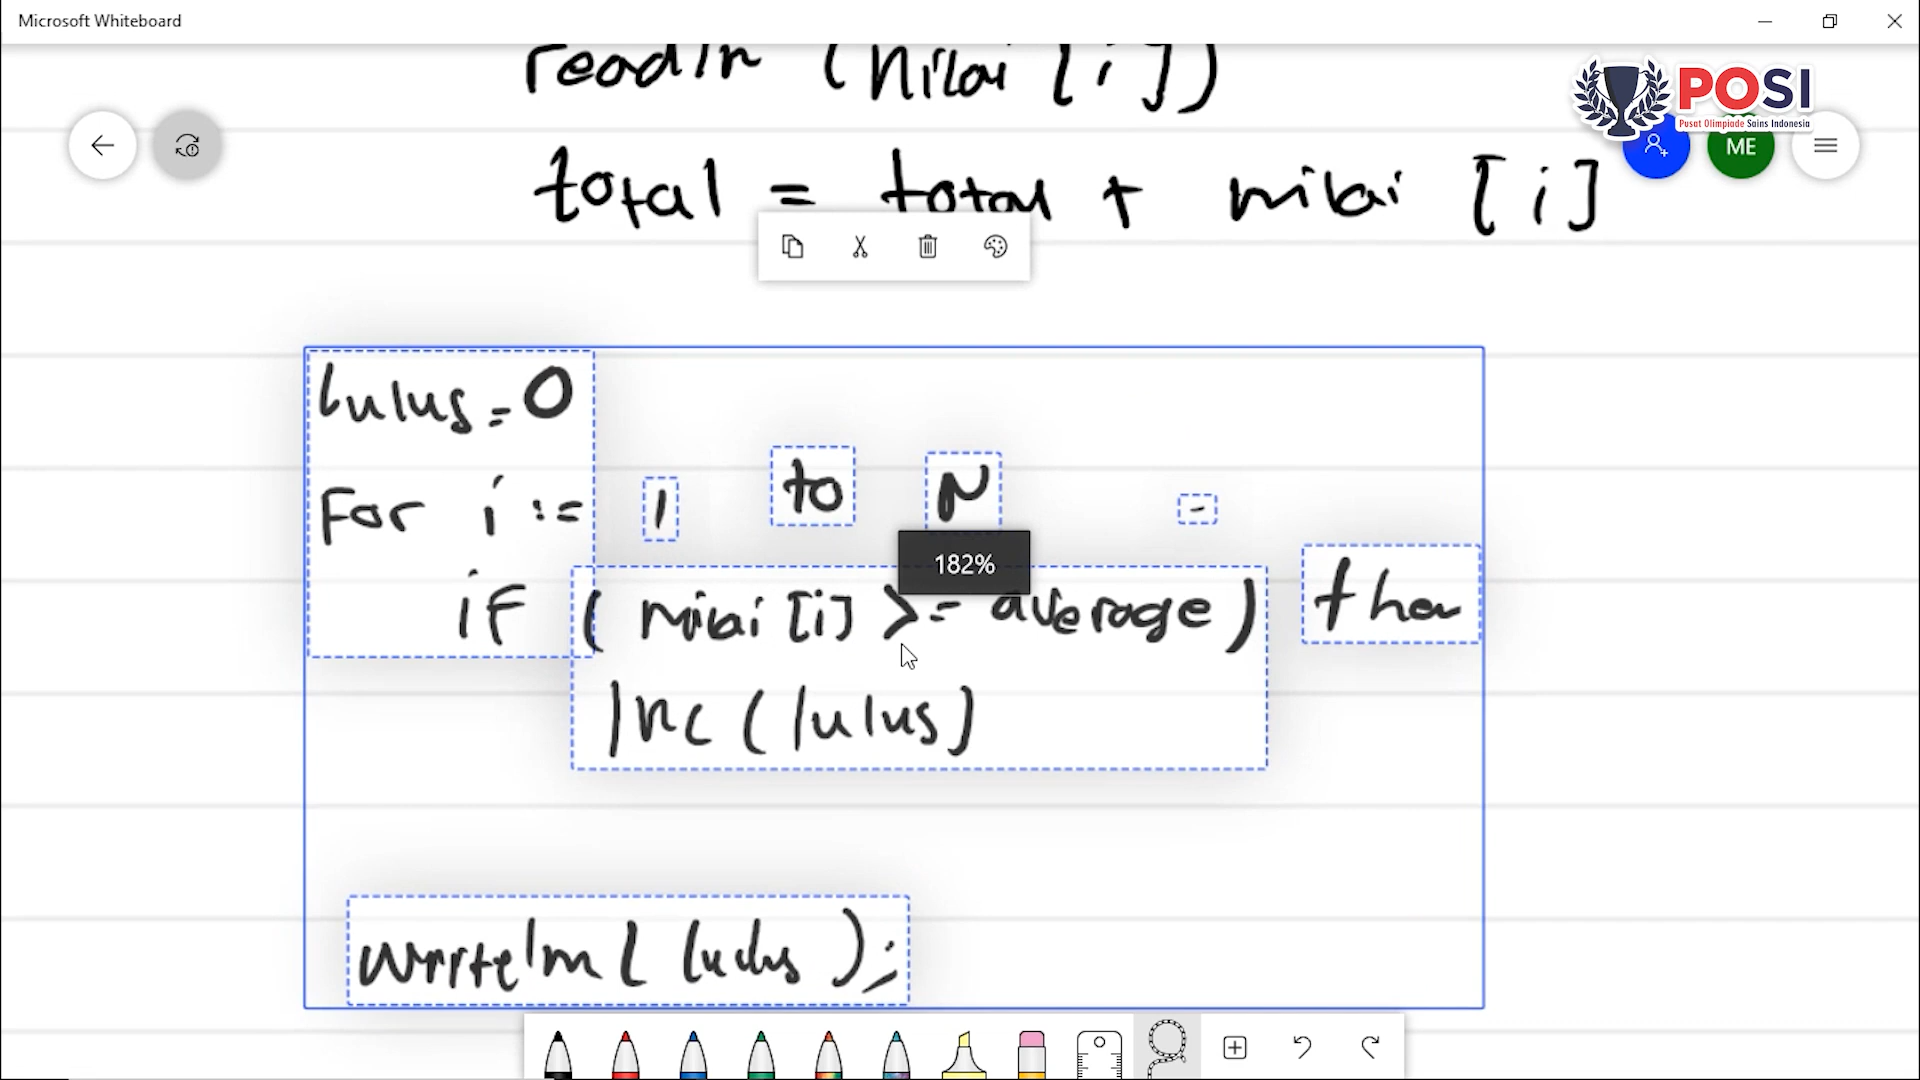 Microsoft Whiteboard
readln (nilai [i])
POSI
Pusat Olimpiade Sains Indonesia
ME
total = total + nilai [i]
Lulus = 0
For i := 1 to N -
182%
if ( nilai [i] >= average ) then
Inc ( lulus )
writeln ( lulus );